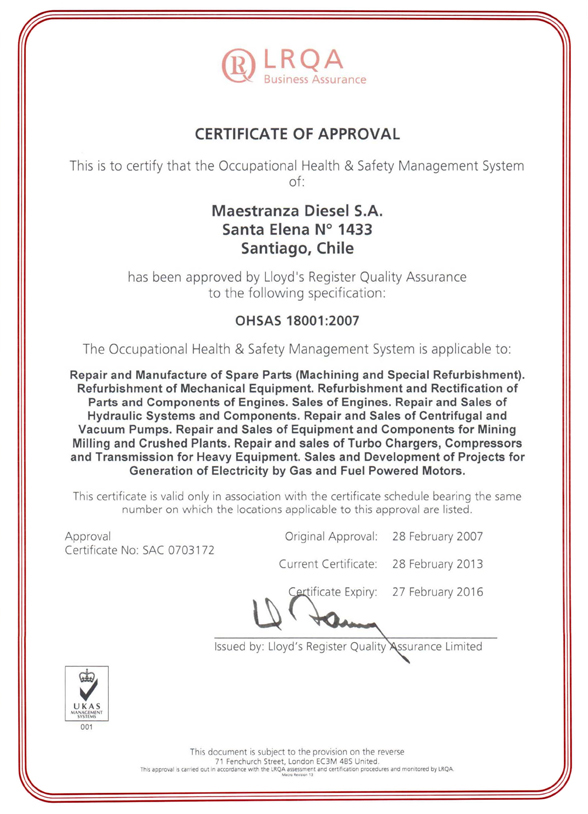 LRQA
Business Assurance
CERTIFICATE OF APPROVAL
This is to certify that the Occupational Health & Safety Management System
of:
Maestranza Diesel S.A.
Santa Elena N° 1433
Santiago, Chile
has been approved by Lloyd's Register Quality Assurance
to the following specification:
OHSAS 18001:2007
The Occupational Health & Safety Management System is applicable to:
Repair and Manufacture of Spare Parts (Machining and Special Refurbishment).
Refurbishment of Mechanical Equipment. Refurbishment and Rectification of
Parts and Components of Engines. Sales of Engines. Repair and Sales of
Hydraulic Systems and Components. Repair and Sales of Centrifugal and
Vacuum Pumps. Repair and Sales of Equipment and Components for Mining
Milling and Crushed Plants. Repair and sales of Turbo Chargers, Compressors
and Transmission for Heavy Equipment. Sales and Development of Projects for
Generation of Electricity by Gas and Fuel Powered Motors.
This certificate is valid only in association with the certificate schedule bearing the same
number on which the locations applicable to this approval are listed.
Approval
Certificate No: SAC 0703172
Original Approval: 28 February 2007
Current Certificate: 28 February 2013
Certificate Expiry: 27 February 2016
Issued by: Lloyd's Register Quality Assurance Limited
UKAS
MANAGEMENT
SYSTEMS
001
This document is subject to the provision on the reverse
71 Fenchurch Street, London EC3M 4BS United.
This approval is carried out in accordance with the LRQA assessment and certification procedures and monitored by LRQA.